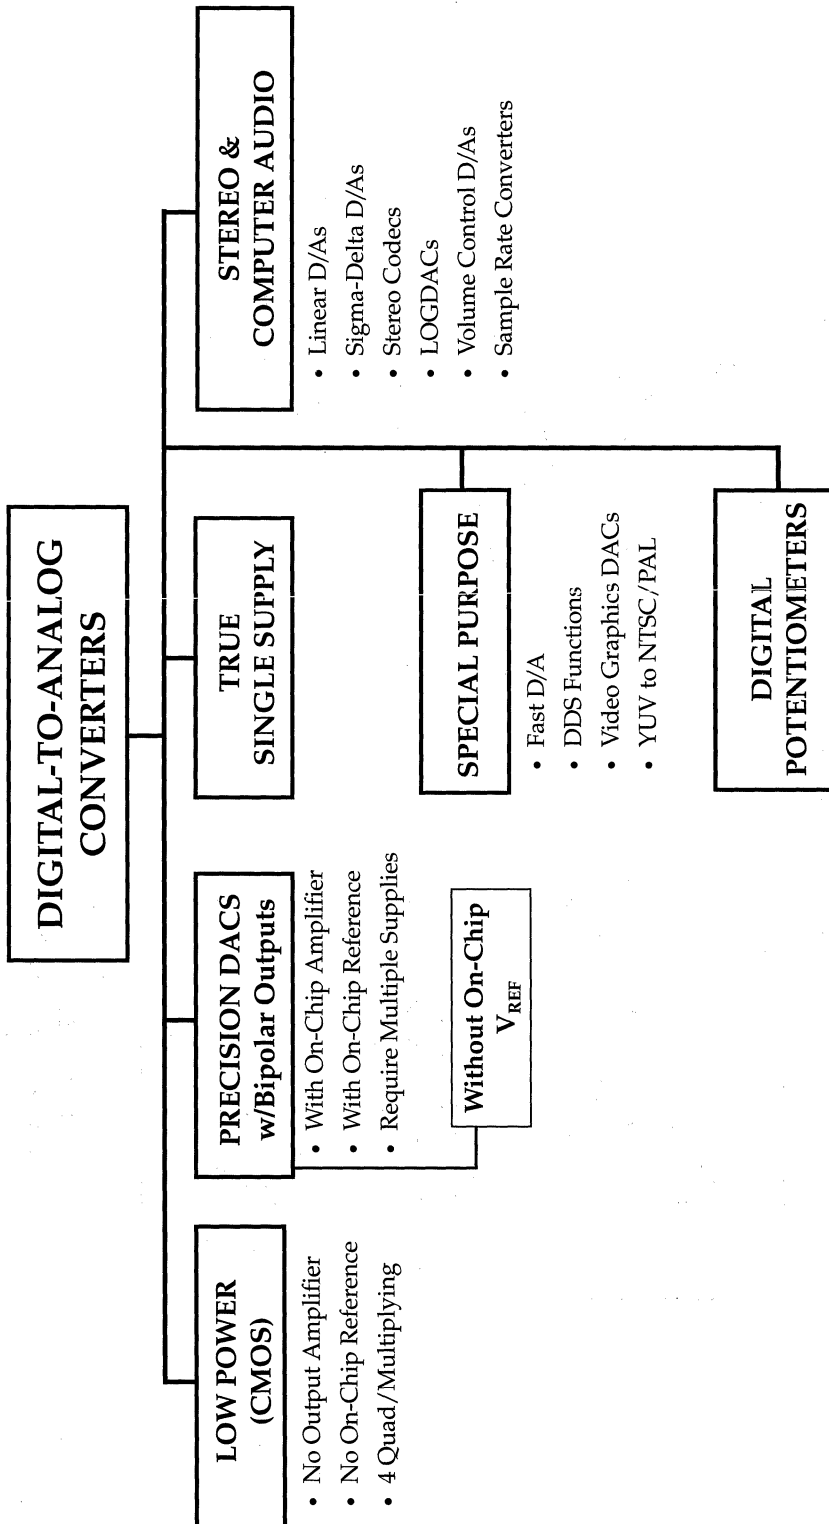 DIGITAL-TO-ANALOG
CONVERTERS
LOW POWER
(CMOS)
• No Output Amplifier
• No On-Chip Reference
• 4 Quad/Multiplying
PRECISION DACS
w/Bipolar Outputs
• With On-Chip Amplifier
• With On-Chip Reference
• Require Multiple Supplies
Without On-Chip
VREF
TRUE
SINGLE SUPPLY
SPECIAL PURPOSE
• Fast D/A
• DDS Functions
• Video Graphics DACs
• YUV to NTSC/PAL
DIGITAL
POTENTIOMETERS
STEREO &
COMPUTER AUDIO
• Linear D/As
• Sigma-Delta D/As
• Stereo Codecs
• LOGDACs
• Volume Control D/As
• Sample Rate Converters